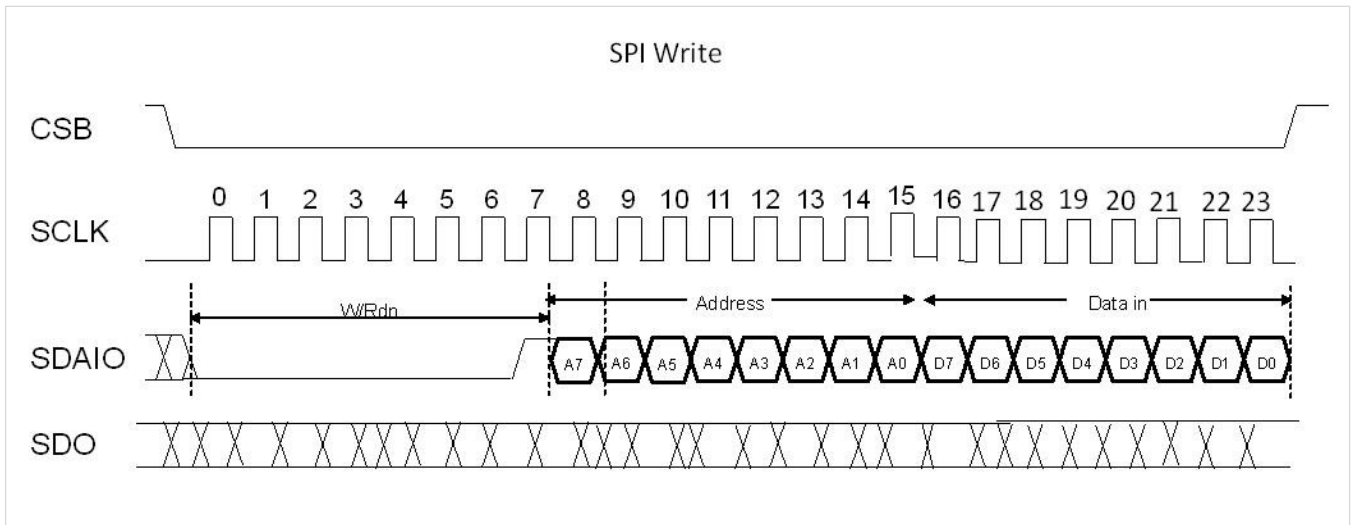 SPI Write
CSB
0 1 2 3 4 5 6 7 8 9 10 11 12 13 14 15 16 17 18 19 20 21 22 23
SCLK
W/Rdn Address Data in
SDAIO A7 A6 A5 A4 A3 A2 A1 A0 D7 D6 D5 D4 D3 D2 D1 D0
SDO